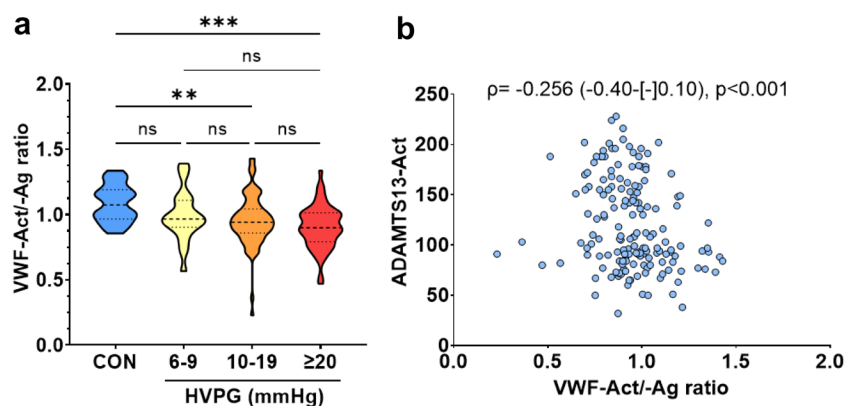 a
***
ns
**
ns ns ns
2.0
1.5
1.0
0.5
0.0
VWF-Act/-Ag ratio
CON 6-9 10-19 ≥20
HVPG (mmHg)
b
ρ= -0.256 (-0.40-[-]0.10), p<0.001
250
200
150
100
50
0
ADAMTS13-Act
0.0 0.5 1.0 1.5 2.0
VWF-Act/-Ag ratio